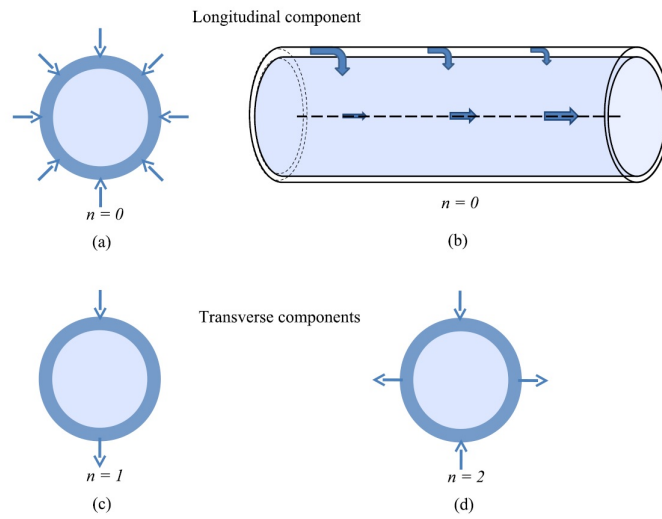 Longitudinal component
n = 0
(a)
n = 0
(b)
Transverse components
n = 1
(c)
n = 2
(d)